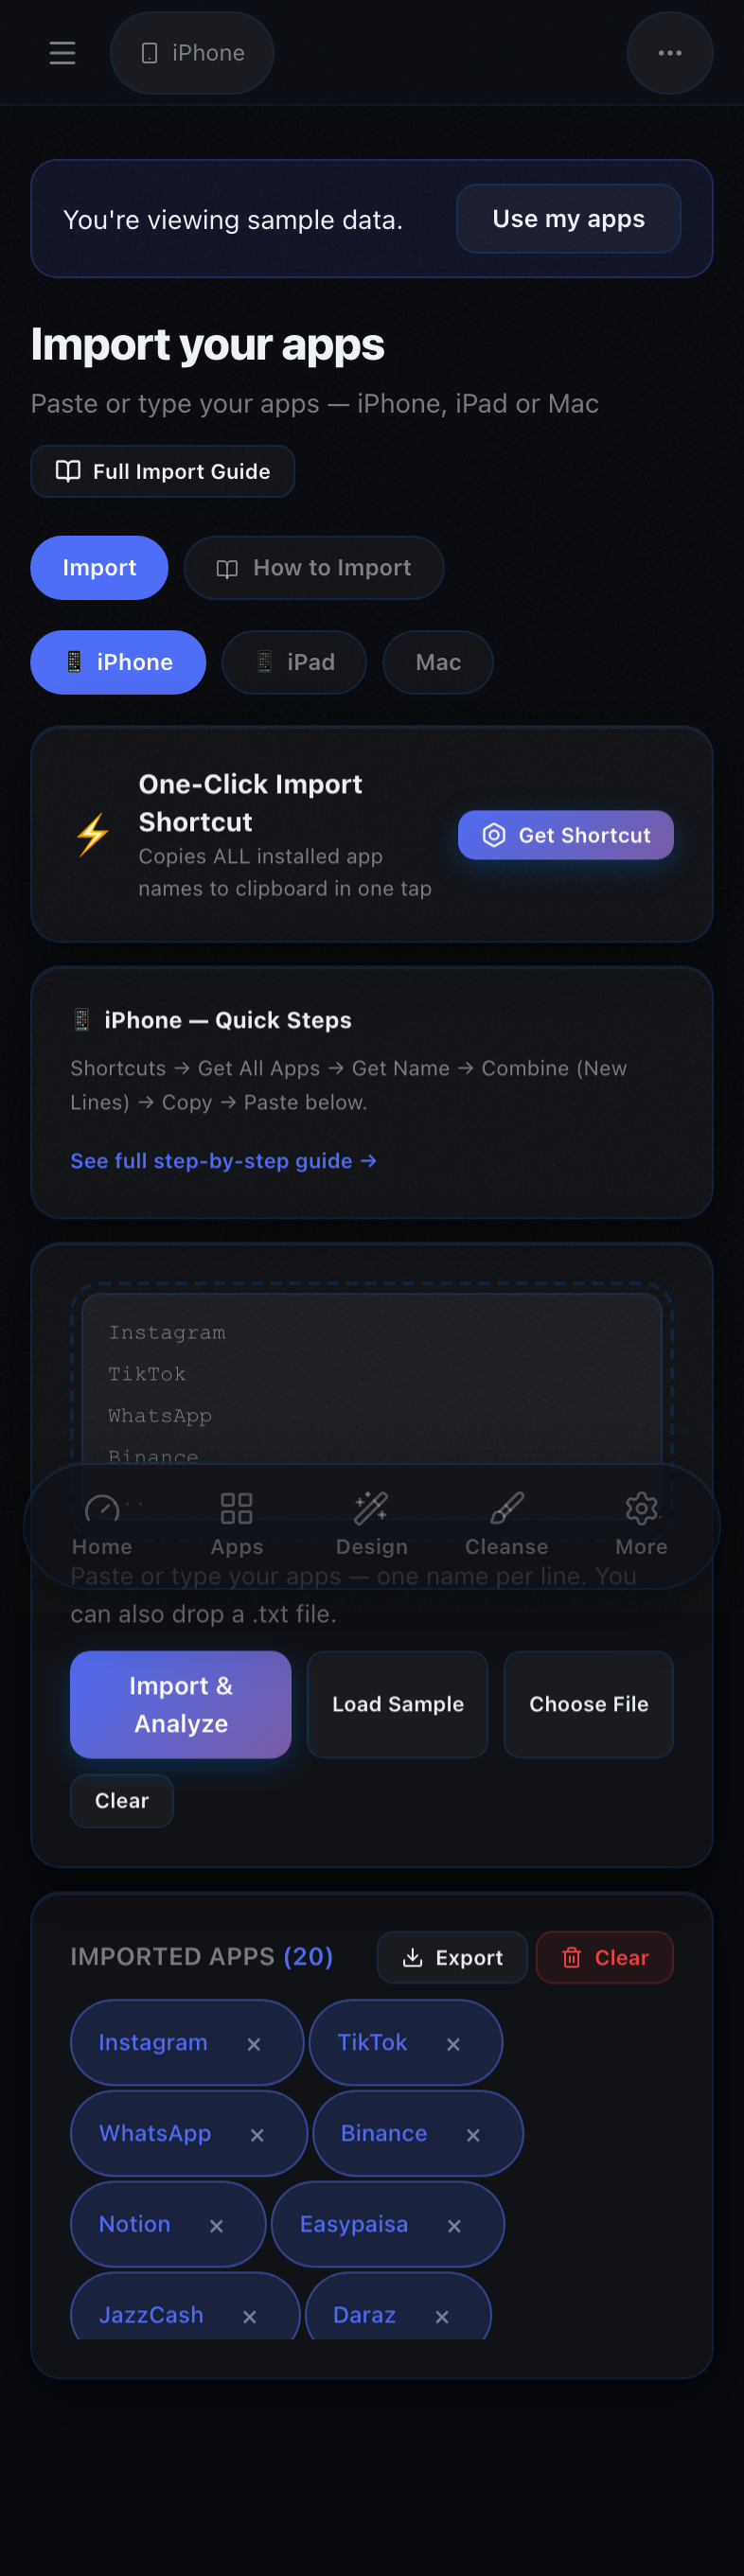 iPhone
You're viewing sample data.
Use my apps
Import your apps
Paste or type your apps — iPhone, iPad or Mac
Full Import Guide
Import
How to Import
iPhone
iPad
Mac
One-Click Import
Shortcut
Copies ALL installed app
names to clipboard in one tap
Get Shortcut
iPhone — Quick Steps
Shortcuts → Get All Apps → Get Name → Combine (New
Lines) → Copy → Paste below.
See full step-by-step guide →
Instagram
TikTok
WhatsApp
Binance
Home
Apps
Design
Cleanse
More
Paste or type your apps — one name per line. You
can also drop a .txt file.
Import &
Analyze
Load Sample
Choose File
Clear
IMPORTED APPS (20)
Export
Clear
Instagram ×
TikTok ×
WhatsApp ×
Binance ×
Notion ×
Easypaisa ×
JazzCash ×
Daraz ×